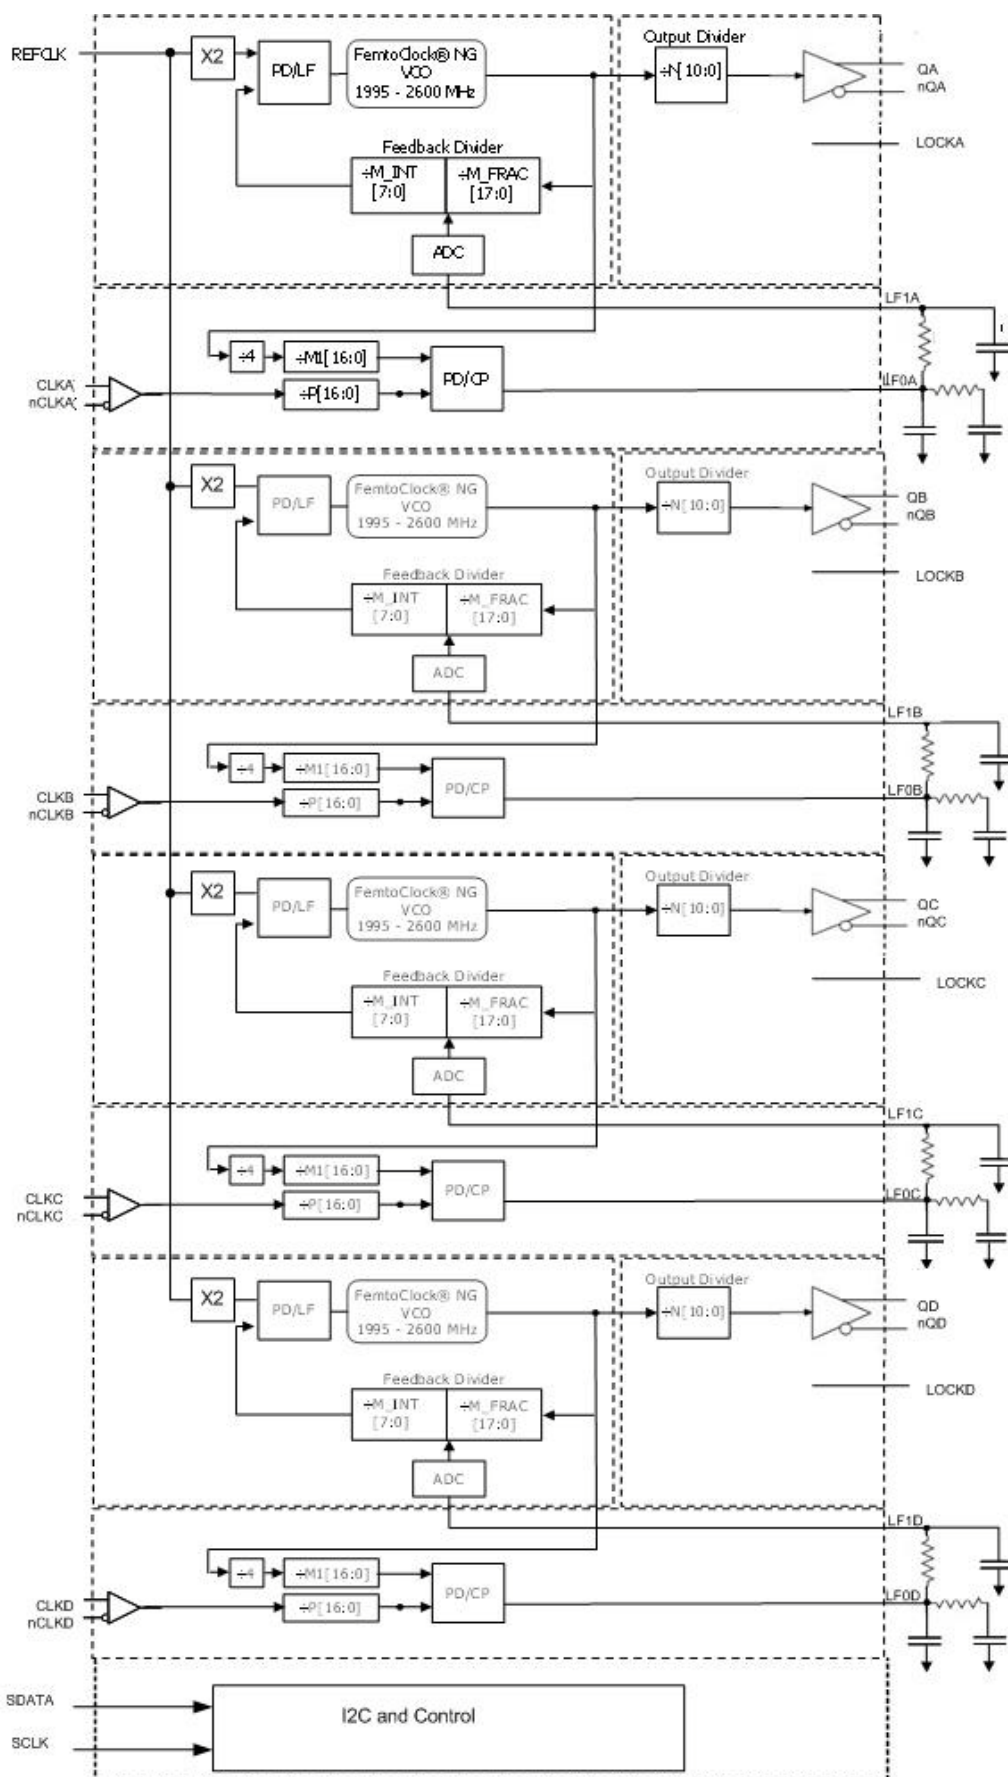 REFCLK
X2
PD/LF
FemtoClock® NG
VCO
1995 - 2600 MHz
Output Divider
÷N[10:0]
QA
nQA
LOCKA
Feedback Divider
÷M_INT
[7:0]
÷M_FRAC
[17:0]
ADC
LF1A
÷4
÷M1[16:0]
PD/CP
÷P[16:0]
CLKA
nCLKA
LF0A
X2
PD/LF
FemtoClock® NG
VCO
1995 - 2600 MHz
Output Divider
÷N[10:0]
QB
nQB
LOCKB
Feedback Divider
÷M_INT
[7:0]
÷M_FRAC
[17:0]
ADC
LF1B
÷4
÷M1[16:0]
PD/CP
÷P[16:0]
CLKB
nCLKB
LF0B
X2
PD/LF
FemtoClock® NG
VCO
1995 - 2600 MHz
Output Divider
÷N[10:0]
QC
nQC
LOCKC
Feedback Divider
÷M_INT
[7:0]
÷M_FRAC
[17:0]
ADC
LF1C
÷4
÷M1[16:0]
PD/CP
÷P[16:0]
CLKC
nCLKC
LF0C
X2
PD/LF
FemtoClock® NG
VCO
1995 - 2600 MHz
Output Divider
÷N[10:0]
QD
nQD
LOCKD
Feedback Divider
÷M_INT
[7:0]
÷M_FRAC
[17:0]
ADC
LF1D
÷4
÷M1[16:0]
PD/CP
÷P[16:0]
CLKD
nCLKD
LF0D
SDATA
SCLK
I2C and Control